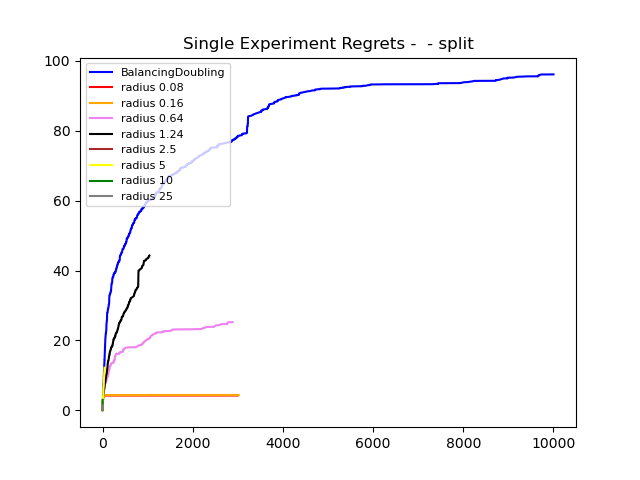 Single Experiment Regrets -  - split
100
80
60
40
20
0
BalancingDoubling
radius 0.08
radius 0.16
radius 0.64
radius 1.24
radius 2.5
radius 5
radius 10
radius 25
0 2000 4000 6000 8000 10000